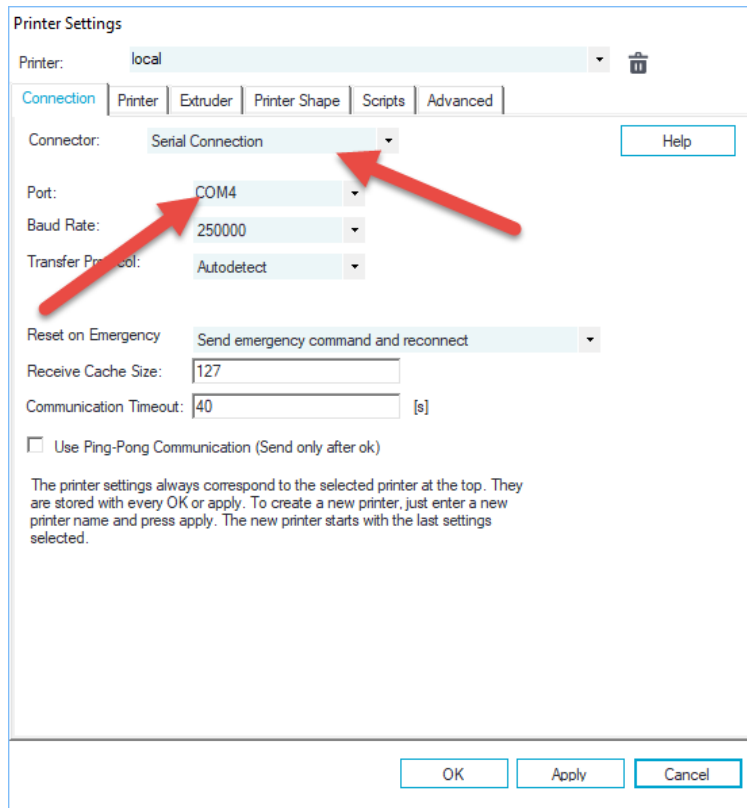 Printer Settings
Printer: local
Connection Printer Extruder Printer Shape Scripts Advanced
Connector: Serial Connection Help
Port: COM4
Baud Rate: 250000
Transfer Protocol: Autodetect
Reset on Emergency Send emergency command and reconnect
Receive Cache Size: 127
Communication Timeout: 40 [s]
Use Ping-Pong Communication (Send only after ok)
The printer settings always correspond to the selected printer at the top. They
are stored with every OK or apply. To create a new printer, just enter a new
printer name and press apply. The new printer starts with the last settings
selected.
OK Apply Cancel